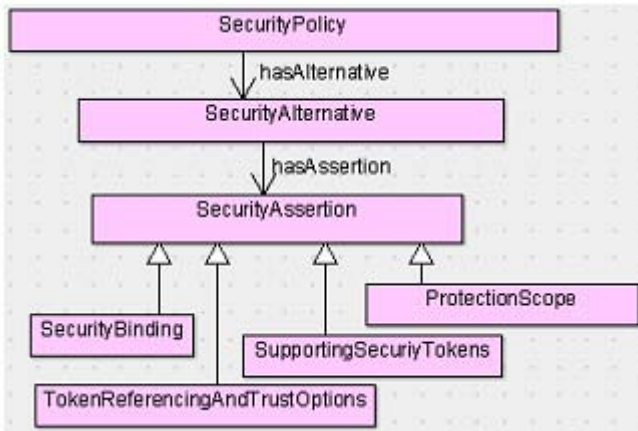 SecurityPolicy
hasAlternative
SecurityAlternative
hasAssertion
SecurityAssertion
ProtectionScope
SecurityBinding
SupportingSecuriyTokens
TokenReferencingAndTrustOptions